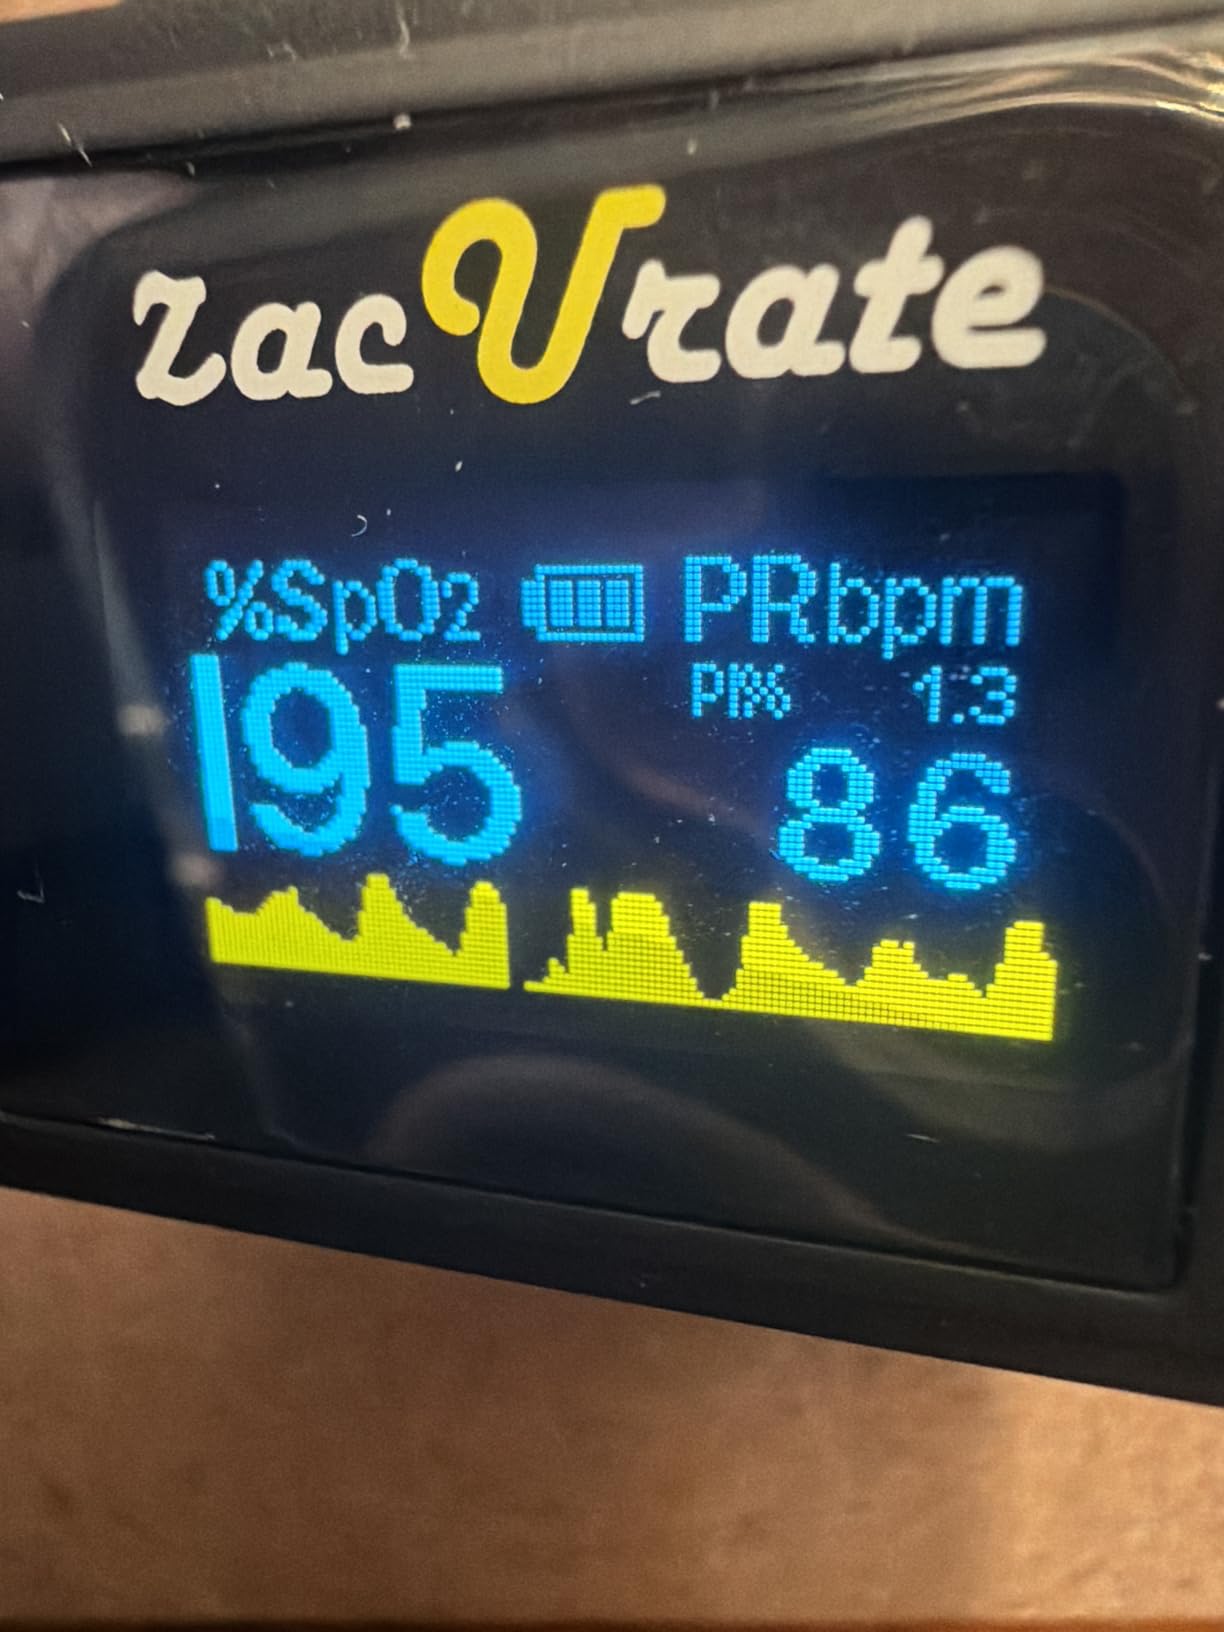 zacUrate
%SpO2 PRbpm
PI% 1.3
95 86